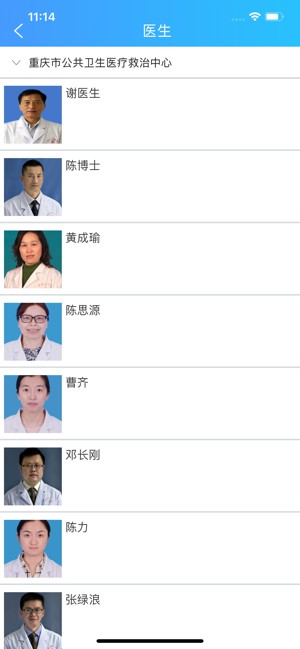 11:14
医生
重庆市公共卫生医疗救治中心
谢医生
陈博士
黄成瑜
陈思源
曹齐
邓长刚
陈力
张绿浪